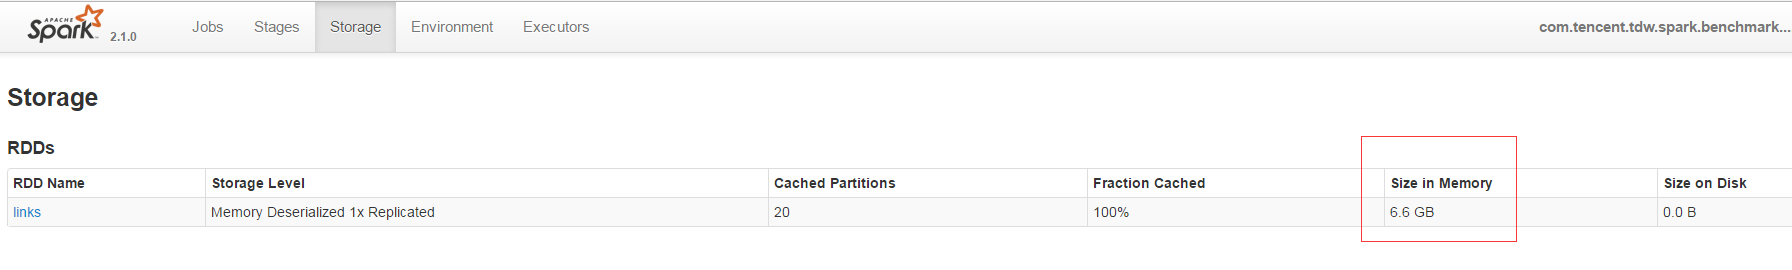 APACHE
Spark 2.1.0 Jobs Stages Storage Environment Executors com.tencent.tdw.spark.benchmark...
Storage
RDDs
RDD Name Storage Level Cached Partitions Fraction Cached Size in Memory Size on Disk
links Memory Deserialized 1x Replicated 20 100% 6.6 GB 0.0 B